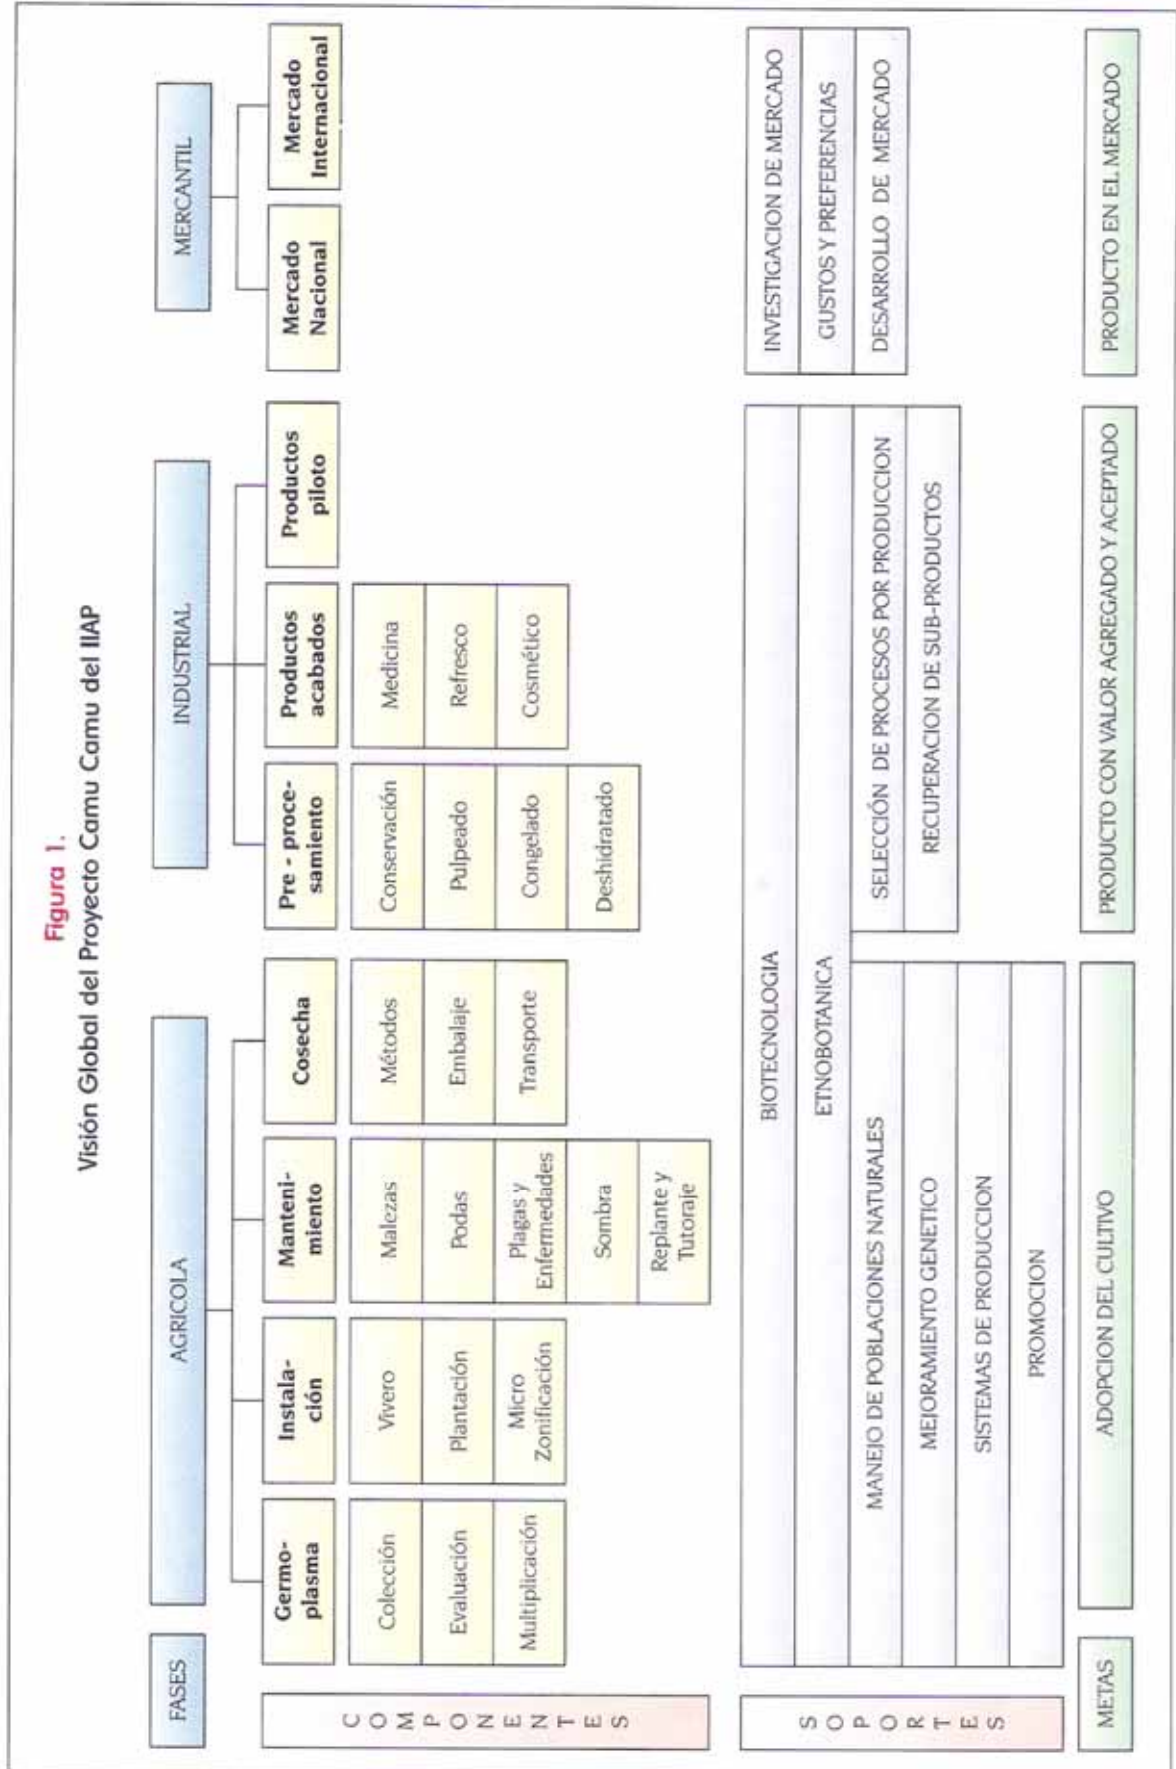 Figura 1.
Visión Global del Proyecto Camu Camu del IIAP
FASES
AGRICOLA
INDUSTRIAL
MERCANTIL
COMPONENTES
Germo-
plasma
Colección
Evaluación
Multiplicación
Instala-
ción
Vivero
Plantación
Micro
Zonificación
Manteni-
miento
Malezas
Podas
Plagas y
Enfermedades
Sombra
Replante y
Tutoraje
Cosecha
Métodos
Embalaje
Transporte
Pre - proce-
samiento
Conservación
Pulpeado
Congelado
Deshidratado
Productos
acabados
Medicina
Refresco
Cosmético
Productos
piloto
Mercado
Nacional
Mercado
Internacional
SOPORTES
BIOTECNOLOGIA
ETNOBOTANICA
MANEJO DE POBLACIONES NATURALES
MEJORAMIENTO GENETICO
SISTEMAS DE PRODUCCION
PROMOCION
SELECCIÓN DE PROCESOS POR PRODUCCION
RECUPERACION DE SUB-PRODUCTOS
INVESTIGACION DE MERCADO
GUSTOS Y PREFERENCIAS
DESARROLLO DE MERCADO
METAS
ADOPCION DEL CULTIVO
PRODUCTO CON VALOR AGREGADO Y ACEPTADO
PRODUCTO EN EL MERCADO